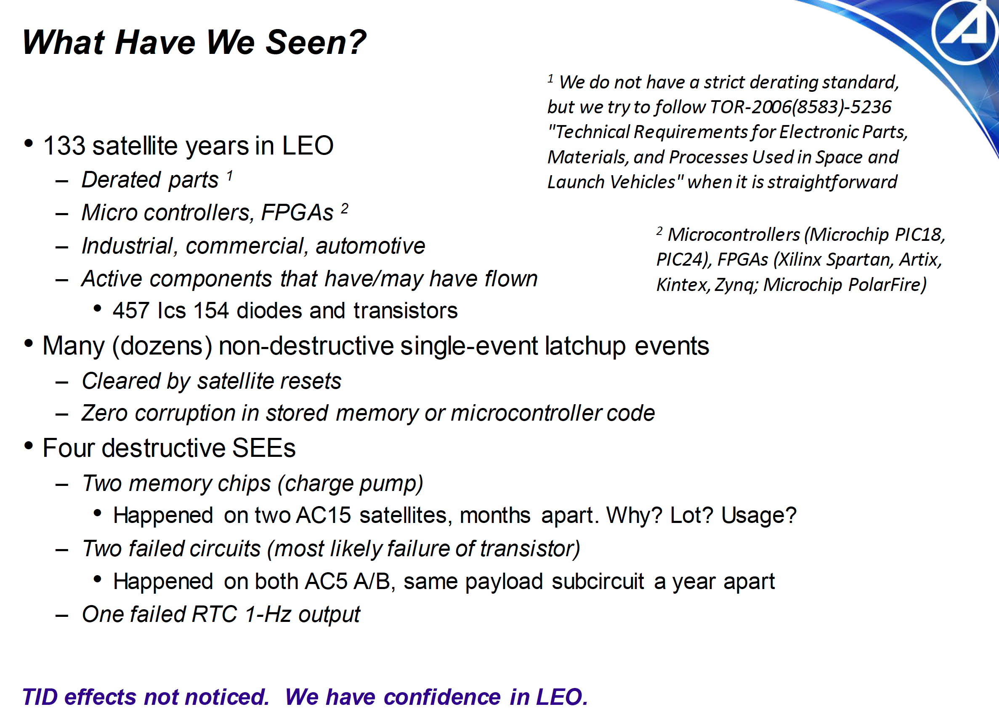 What Have We Seen?
¹ We do not have a strict derating standard,
but we try to follow TOR-2006(8583)-5236
"Technical Requirements for Electronic Parts,
Materials, and Processes Used in Space and
Launch Vehicles" when it is straightforward
² Microcontrollers (Microchip PIC18,
PIC24), FPGAs (Xilinx Spartan, Artix,
Kintex, Zynq; Microchip PolarFire)
• 133 satellite years in LEO
– Derated parts ¹
– Micro controllers, FPGAs ²
– Industrial, commercial, automotive
– Active components that have/may have flown
• 457 Ics 154 diodes and transistors
• Many (dozens) non-destructive single-event latchup events
– Cleared by satellite resets
– Zero corruption in stored memory or microcontroller code
• Four destructive SEEs
– Two memory chips (charge pump)
• Happened on two AC15 satellites, months apart. Why? Lot? Usage?
– Two failed circuits (most likely failure of transistor)
• Happened on both AC5 A/B, same payload subcircuit a year apart
– One failed RTC 1-Hz output
TID effects not noticed. We have confidence in LEO.